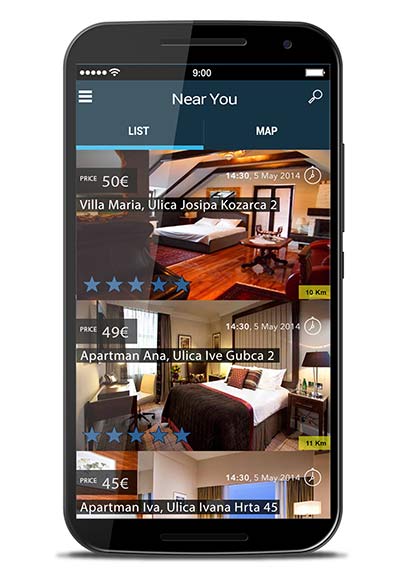 9:00
Near You
LIST
MAP
PRICE 50€
14:30, 5 May 2014
Villa Maria, Ulica Josipa Kozarca 2
10 Km
PRICE 49€
14:30, 5 May 2014
Apartman Ana, Ulica Ive Gubca 2
11 Km
PRICE 45€
14:30, 5 May 2014
Apartman Iva, Ulica Ivana Hrta 45